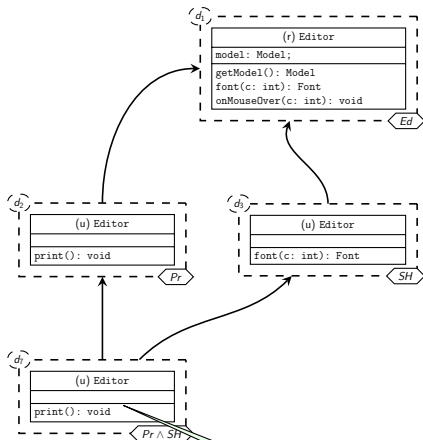 d₁
(r) Editor
model: Model;
getModel(): Model
font(c: int): Font
onMouseOver(c: int): void
Ed
d₂
(u) Editor
print(): void
Pr
d₃
(u) Editor
font(c: int): Font
SH
d₇
(u) Editor
print(): void
Pr ∧ SH